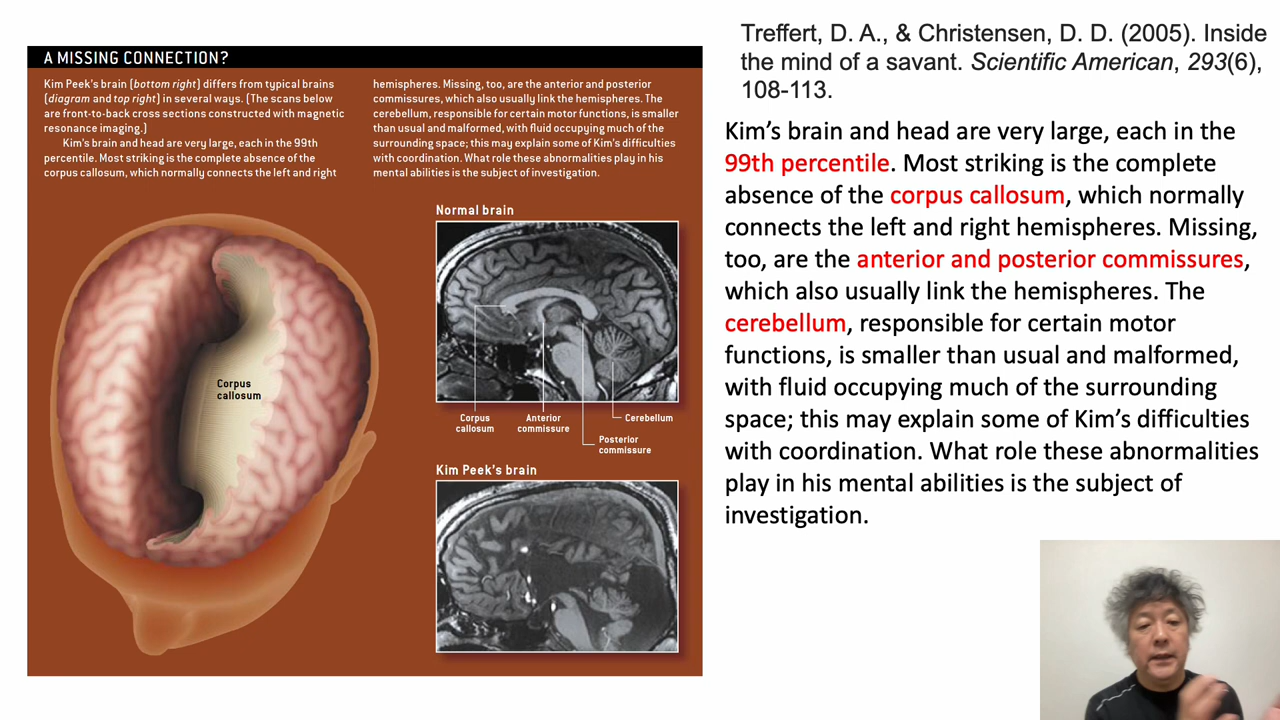 A MISSING CONNECTION?
Kim Peek's brain [bottom right] differs from typical brains
[diagram and top right] in several ways. [The scans below
are front-to-back cross sections constructed with magnetic
resonance imaging.]
Kim's brain and head are very large, each in the 99th
percentile. Most striking is the complete absence of the
corpus callosum, which normally connects the left and right
hemispheres. Missing, too, are the anterior and posterior
commissures, which also usually link the hemispheres. The
cerebellum, responsible for certain motor functions, is smaller
than usual and malformed, with fluid occupying much of the
surrounding space; this may explain some of Kim's difficulties
with coordination. What role these abnormalities play in his
mental abilities is the subject of investigation.
Corpus
callosum
Normal brain
Corpus
callosum
Anterior
commissure
Cerebellum
Posterior
commissure
Kim Peek's brain
Treffert, D. A., & Christensen, D. D. (2005). Inside
the mind of a savant. Scientific American, 293(6),
108-113.
Kim's brain and head are very large, each in the
99th percentile. Most striking is the complete
absence of the corpus callosum, which normally
connects the left and right hemispheres. Missing,
too, are the anterior and posterior commissures,
which also usually link the hemispheres. The
cerebellum, responsible for certain motor
functions, is smaller than usual and malformed,
with fluid occupying much of the surrounding
space; this may explain some of Kim's difficulties
with coordination. What role these abnormalities
play in his mental abilities is the subject of
investigation.